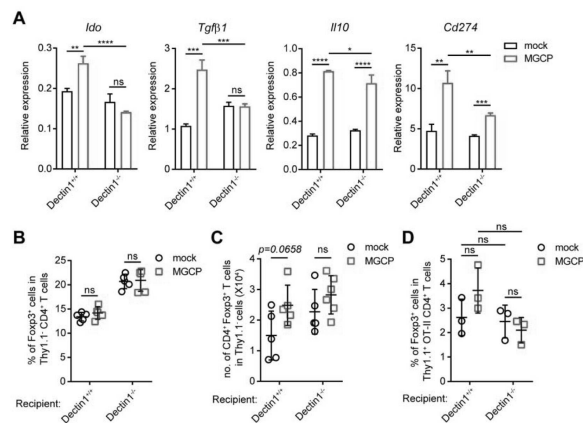 A
Ido
Tgfβ1
Il10
Cd274
** ****
*** ***
*
**** ****
**
** ***
ns
ns
mock
MGCP
Relative expression
0.3
0.2
0.1
0.0
Relative expression
4
3
2
1
0
Relative expression
1.0
0.8
0.6
0.4
0.2
0.0
Relative expression
20
15
10
5
0
Dectin1+/+
Dectin1-/-
Dectin1+/+
Dectin1-/-
Dectin1+/+
Dectin1-/-
Dectin1+/+
Dectin1-/-
B
mock
MGCP
% of Foxp3+ cells in
Thy1.1- CD4+ T cells
25
20
15
10
5
0
ns
ns
Recipient:
Dectin1+/+
Dectin1-/-
C
mock
MGCP
no. of CD4+ Foxp3+ T cells
in Thy1.1- cells (X10⁴)
4
3
2
1
0
p=0.0658
ns
Recipient:
Dectin1+/+
Dectin1-/-
D
mock
MGCP
% of Foxp3+ cells in
Thy1.1+ OT-II CD4+ T cells
6
5
4
3
2
1
0
ns
ns
ns
ns
Recipient:
Dectin1+/+
Dectin1-/-